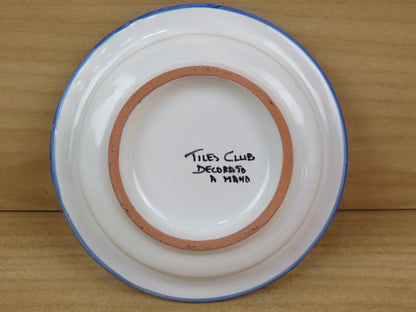 TILES CLUB
DECORATO
A MANO